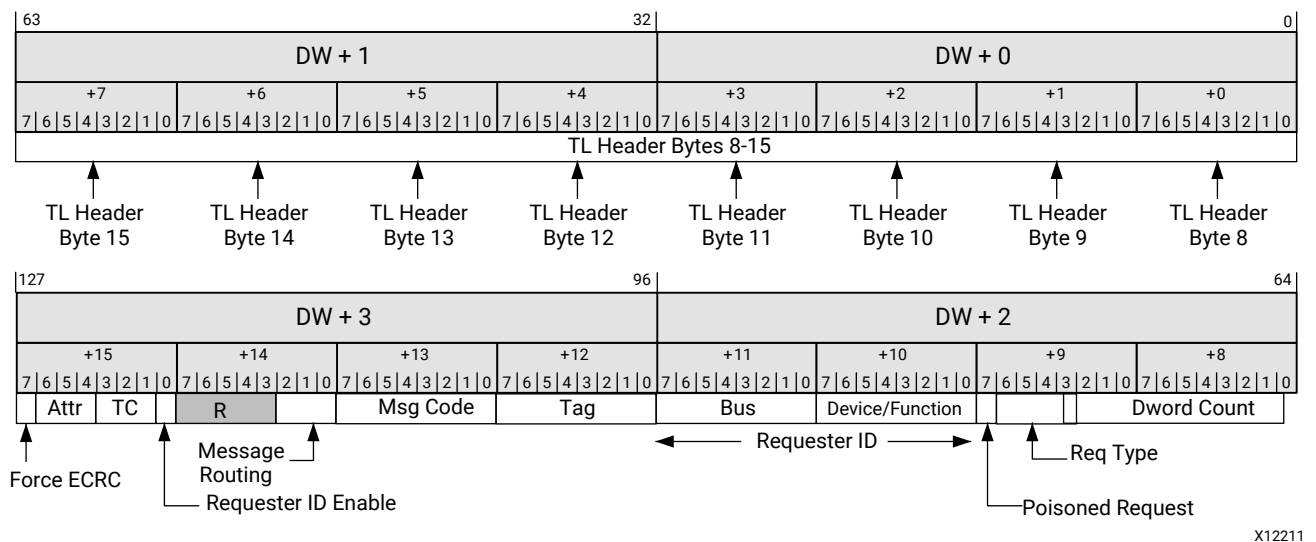 63 32 0
DW + 1 DW + 0
+7 +6 +5 +4 +3 +2 +1 +0
7 6 5 4 3 2 1 0 7 6 5 4 3 2 1 0 7 6 5 4 3 2 1 0 7 6 5 4 3 2 1 0 7 6 5 4 3 2 1 0 7 6 5 4 3 2 1 0 7 6 5 4 3 2 1 0 7 6 5 4 3 2 1 0
TL Header Bytes 8-15
TL Header TL Header TL Header TL Header TL Header TL Header TL Header TL Header
Byte 15 Byte 14 Byte 13 Byte 12 Byte 11 Byte 10 Byte 9 Byte 8
127 96 64
DW + 3 DW + 2
+15 +14 +13 +12 +11 +10 +9 +8
7 6 5 4 3 2 1 0 7 6 5 4 3 2 1 0 7 6 5 4 3 2 1 0 7 6 5 4 3 2 1 0 7 6 5 4 3 2 1 0 7 6 5 4 3 2 1 0 7 6 5 4 3 2 1 0 7 6 5 4 3 2 1 0
Attr TC R Msg Code Tag Bus Device/Function Dword Count
Message Requester ID Req Type
Routing
Force ECRC
Requester ID Enable Poisoned Request
X12211